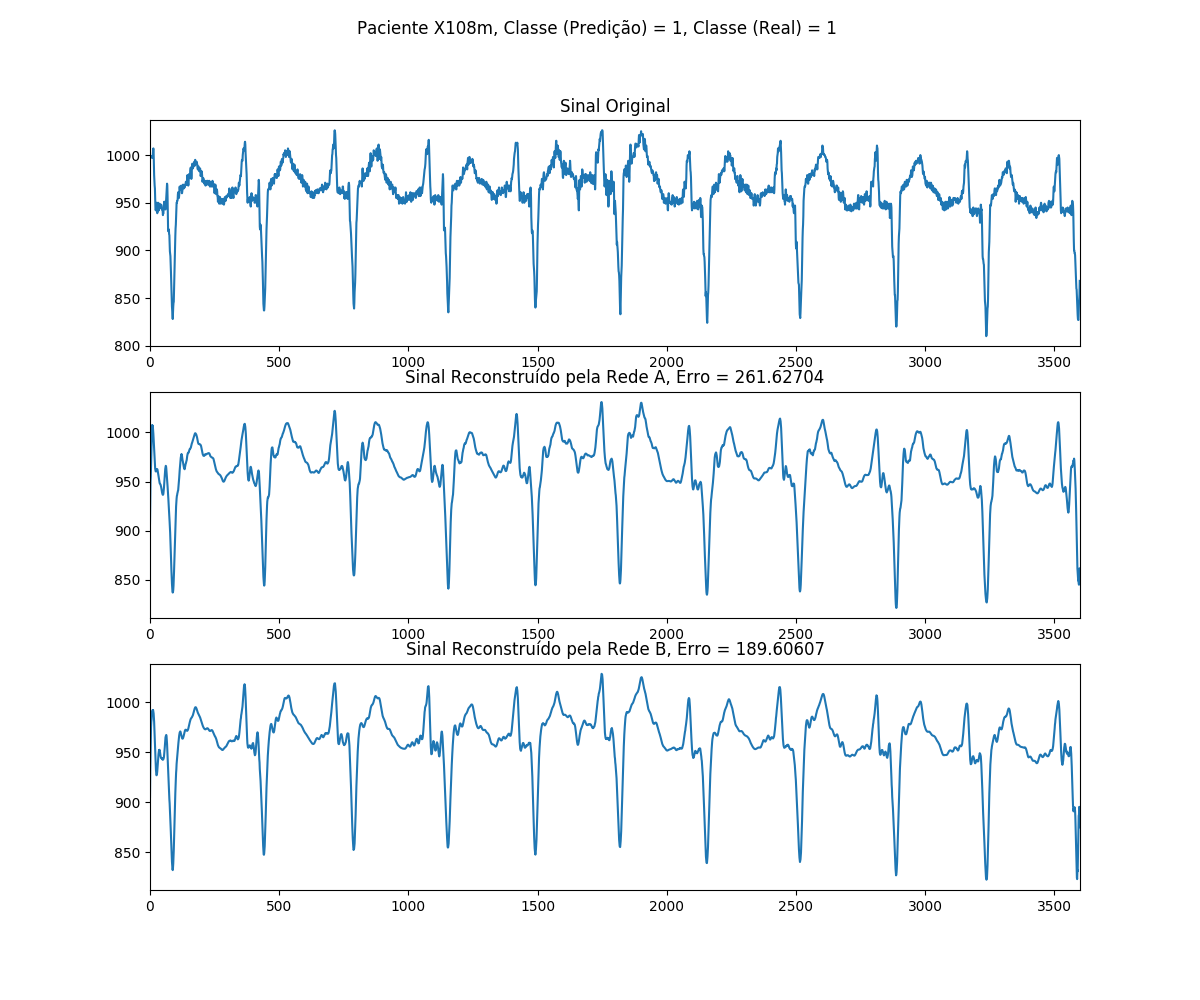 Paciente X108m, Classe (Predição) = 1, Classe (Real) = 1
Sinal Original
1000
950
900
850
800
0 500 1000 1500 2000 2500 3000 3500
Sinal Reconstruído pela Rede A, Erro = 261.62704
1000
950
900
850
0 500 1000 1500 2000 2500 3000 3500
Sinal Reconstruído pela Rede B, Erro = 189.60607
1000
950
900
850
0 500 1000 1500 2000 2500 3000 3500